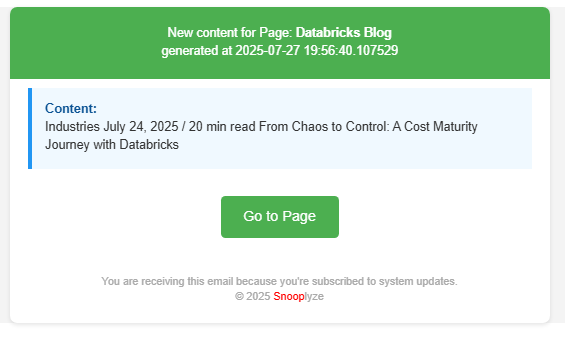 New content for Page: Databricks Blog
generated at 2025-07-27 19:56:40.107529
Content:
Industries July 24, 2025 / 20 min read From Chaos to Control: A Cost Maturity
Journey with Databricks
Go to Page
You are receiving this email because you're subscribed to system updates.
© 2025 Snooplyze